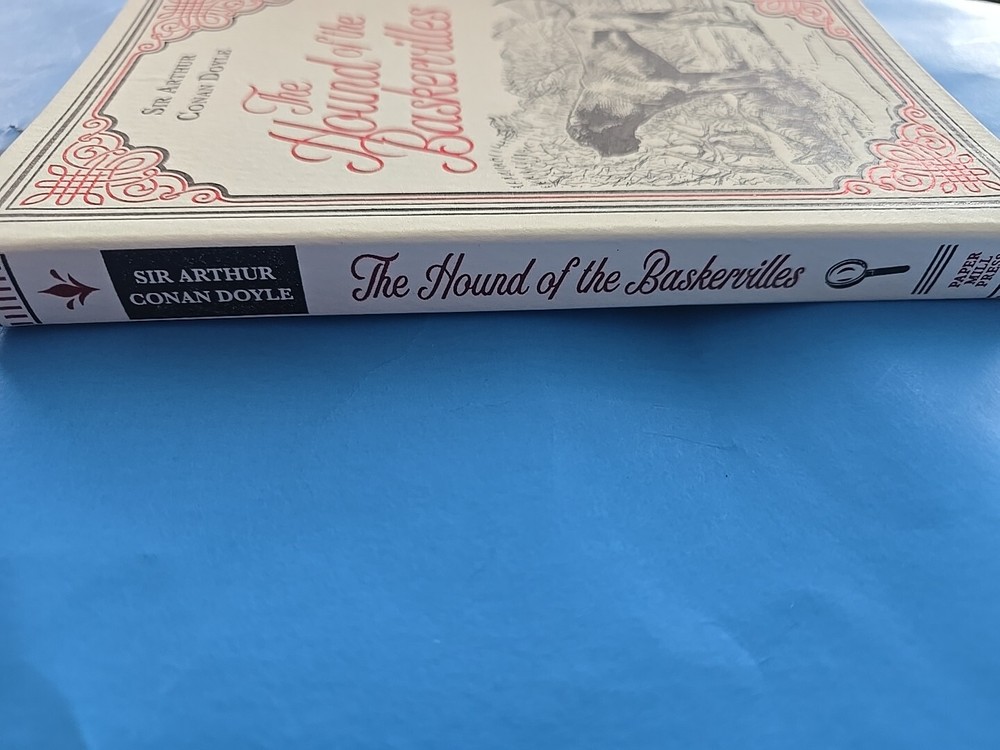 SIR ARTHUR
CONAN DOYLE
The
Hound of the
Baskervilles
SIR ARTHUR
CONAN DOYLE
The Hound of the Baskervilles
PAPER
MILL
PRESS